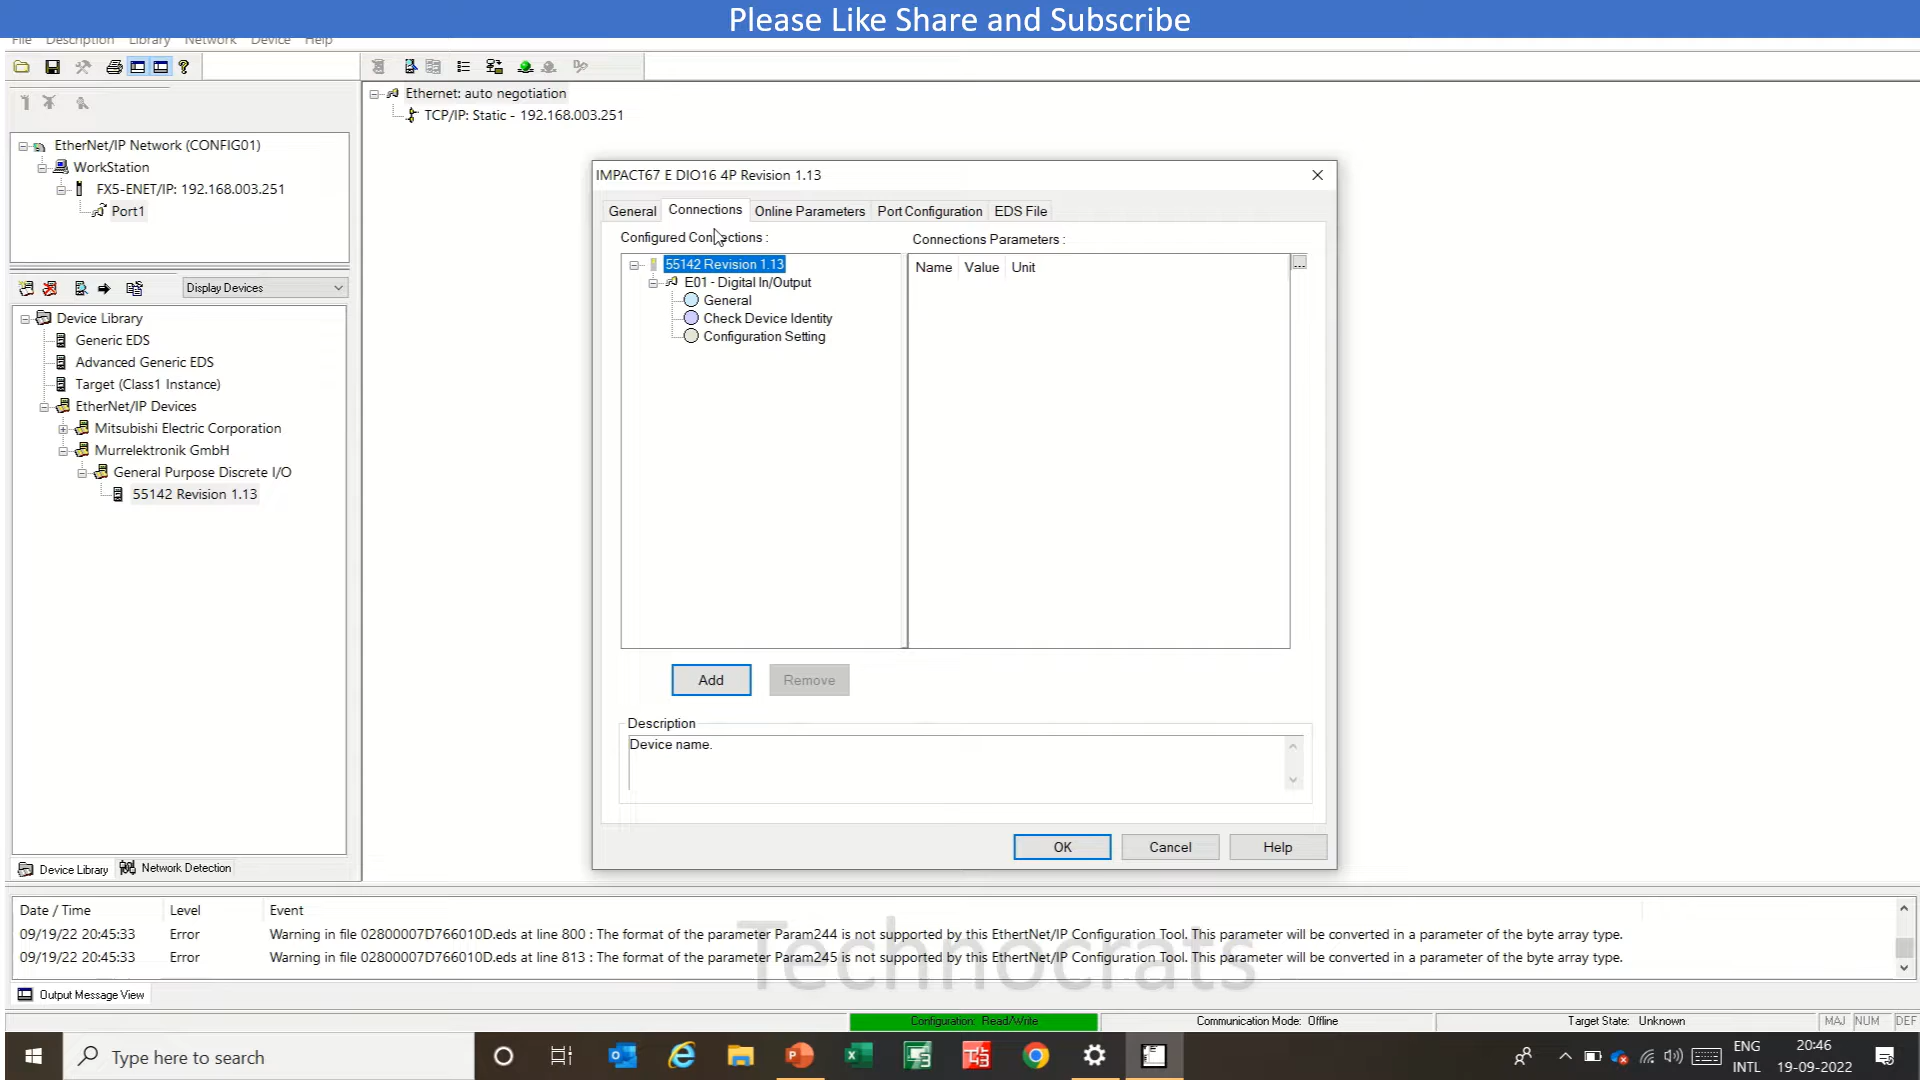 Please Like Share and Subscribe
File Description Library Network Device Help
Ethernet: auto negotiation
TCP/IP: Static - 192.168.003.251
EtherNet/IP Network (CONFIG01)
WorkStation
FX5-ENET/IP: 192.168.003.251
Port1
Display Devices
Device Library
Generic EDS
Advanced Generic EDS
Target (Class1 Instance)
EtherNet/IP Devices
Mitsubishi Electric Corporation
Murrelektronik GmbH
General Purpose Discrete I/O
55142 Revision 1.13
Device Library Network Detection
IMPACT67 E DIO16 4P Revision 1.13
General Connections Online Parameters Port Configuration EDS File
Configured Connections :
Connections Parameters :
55142 Revision 1.13
E01 - Digital In/Output
General
Check Device Identity
Configuration Setting
Name Value Unit
...
Add Remove
Description
Device name.
OK Cancel Help
Date / Time Level Event
09/19/22 20:45:33 Error Warning in file 02800007D766010D.eds at line 800 : The format of the parameter Param244 is not supported by this EthertNet/IP Configuration Tool. This parameter will be converted in a parameter of the byte array type.
09/19/22 20:45:33 Error Warning in file 02800007D766010D.eds at line 813 : The format of the parameter Param245 is not supported by this EthertNet/IP Configuration Tool. This parameter will be converted in a parameter of the byte array type.
Technocrats
Output Message View
Configuration: Read/Write Communication Mode: Offline Target State: Unknown MAJ NUM DEF
Type here to search
ENG
INTL
20:46
19-09-2022